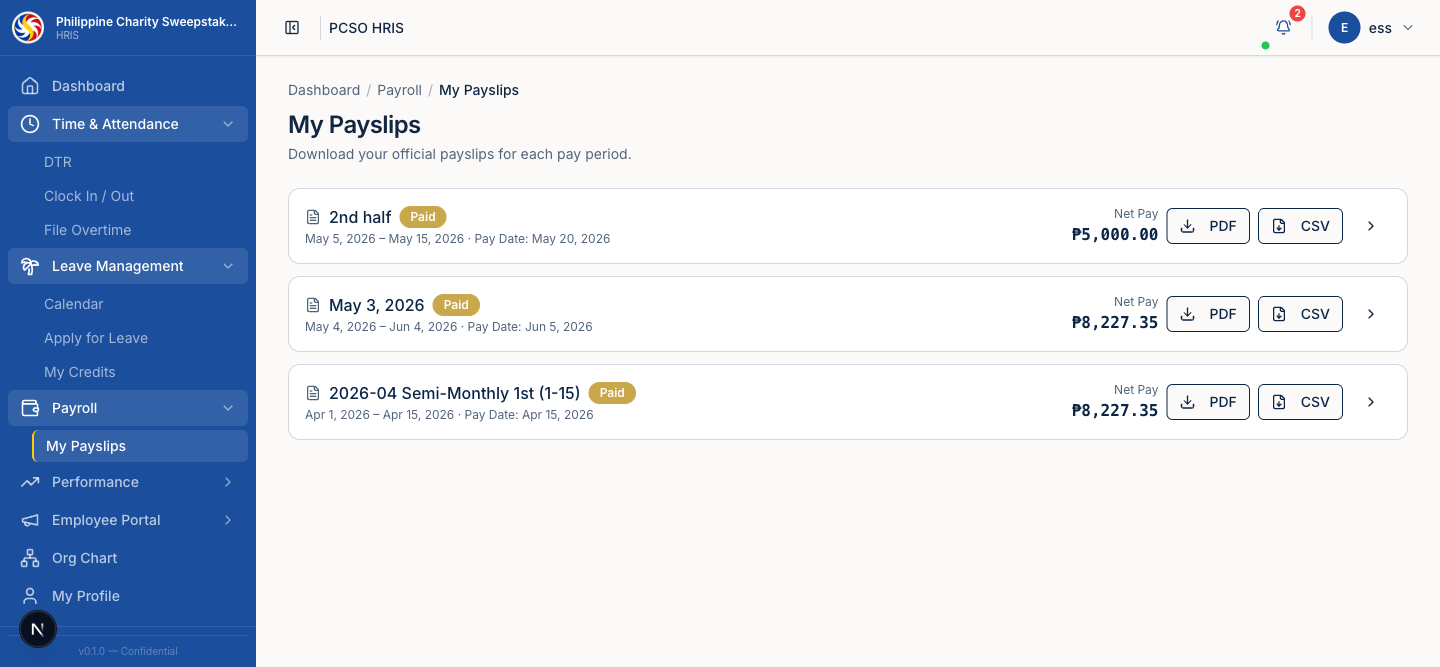 Philippine Charity Sweepstak...
HRIS
Dashboard
Time & Attendance
DTR
Clock In / Out
File Overtime
Leave Management
Calendar
Apply for Leave
My Credits
Payroll
My Payslips
Performance
Employee Portal
Org Chart
My Profile
N
v0.1.0 — Confidential
PCSO HRIS
2
E
ess
Dashboard / Payroll / My Payslips
My Payslips
Download your official payslips for each pay period.
2nd half Paid
May 5, 2026 – May 15, 2026 · Pay Date: May 20, 2026
Net Pay
₱5,000.00
PDF
CSV
May 3, 2026 Paid
May 4, 2026 – Jun 4, 2026 · Pay Date: Jun 5, 2026
Net Pay
₱8,227.35
PDF
CSV
2026-04 Semi-Monthly 1st (1-15) Paid
Apr 1, 2026 – Apr 15, 2026 · Pay Date: Apr 15, 2026
Net Pay
₱8,227.35
PDF
CSV